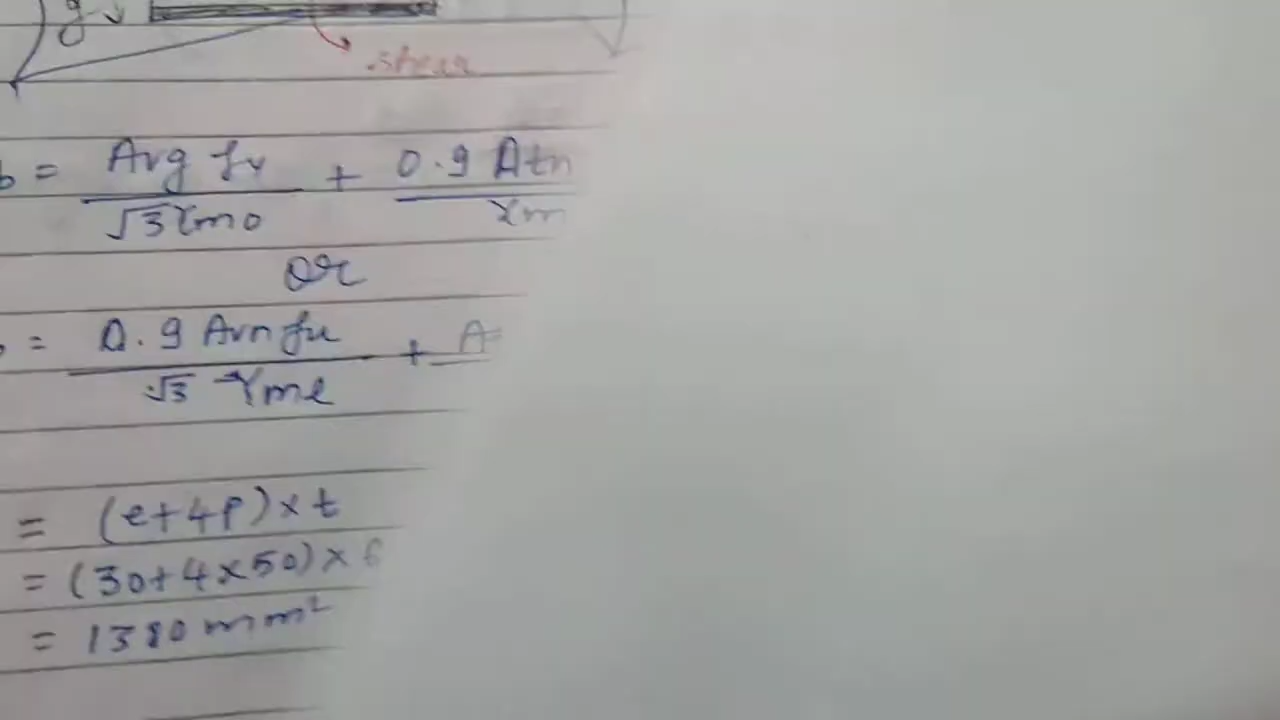 g
shear
b = Avg fy / √3 γm0 + 0.9 Atn / γm
or
= 0.9 Avn fu / √3 γml + A
= (e+4p)×t
= (30+4×50)×6
= 1380 mm²